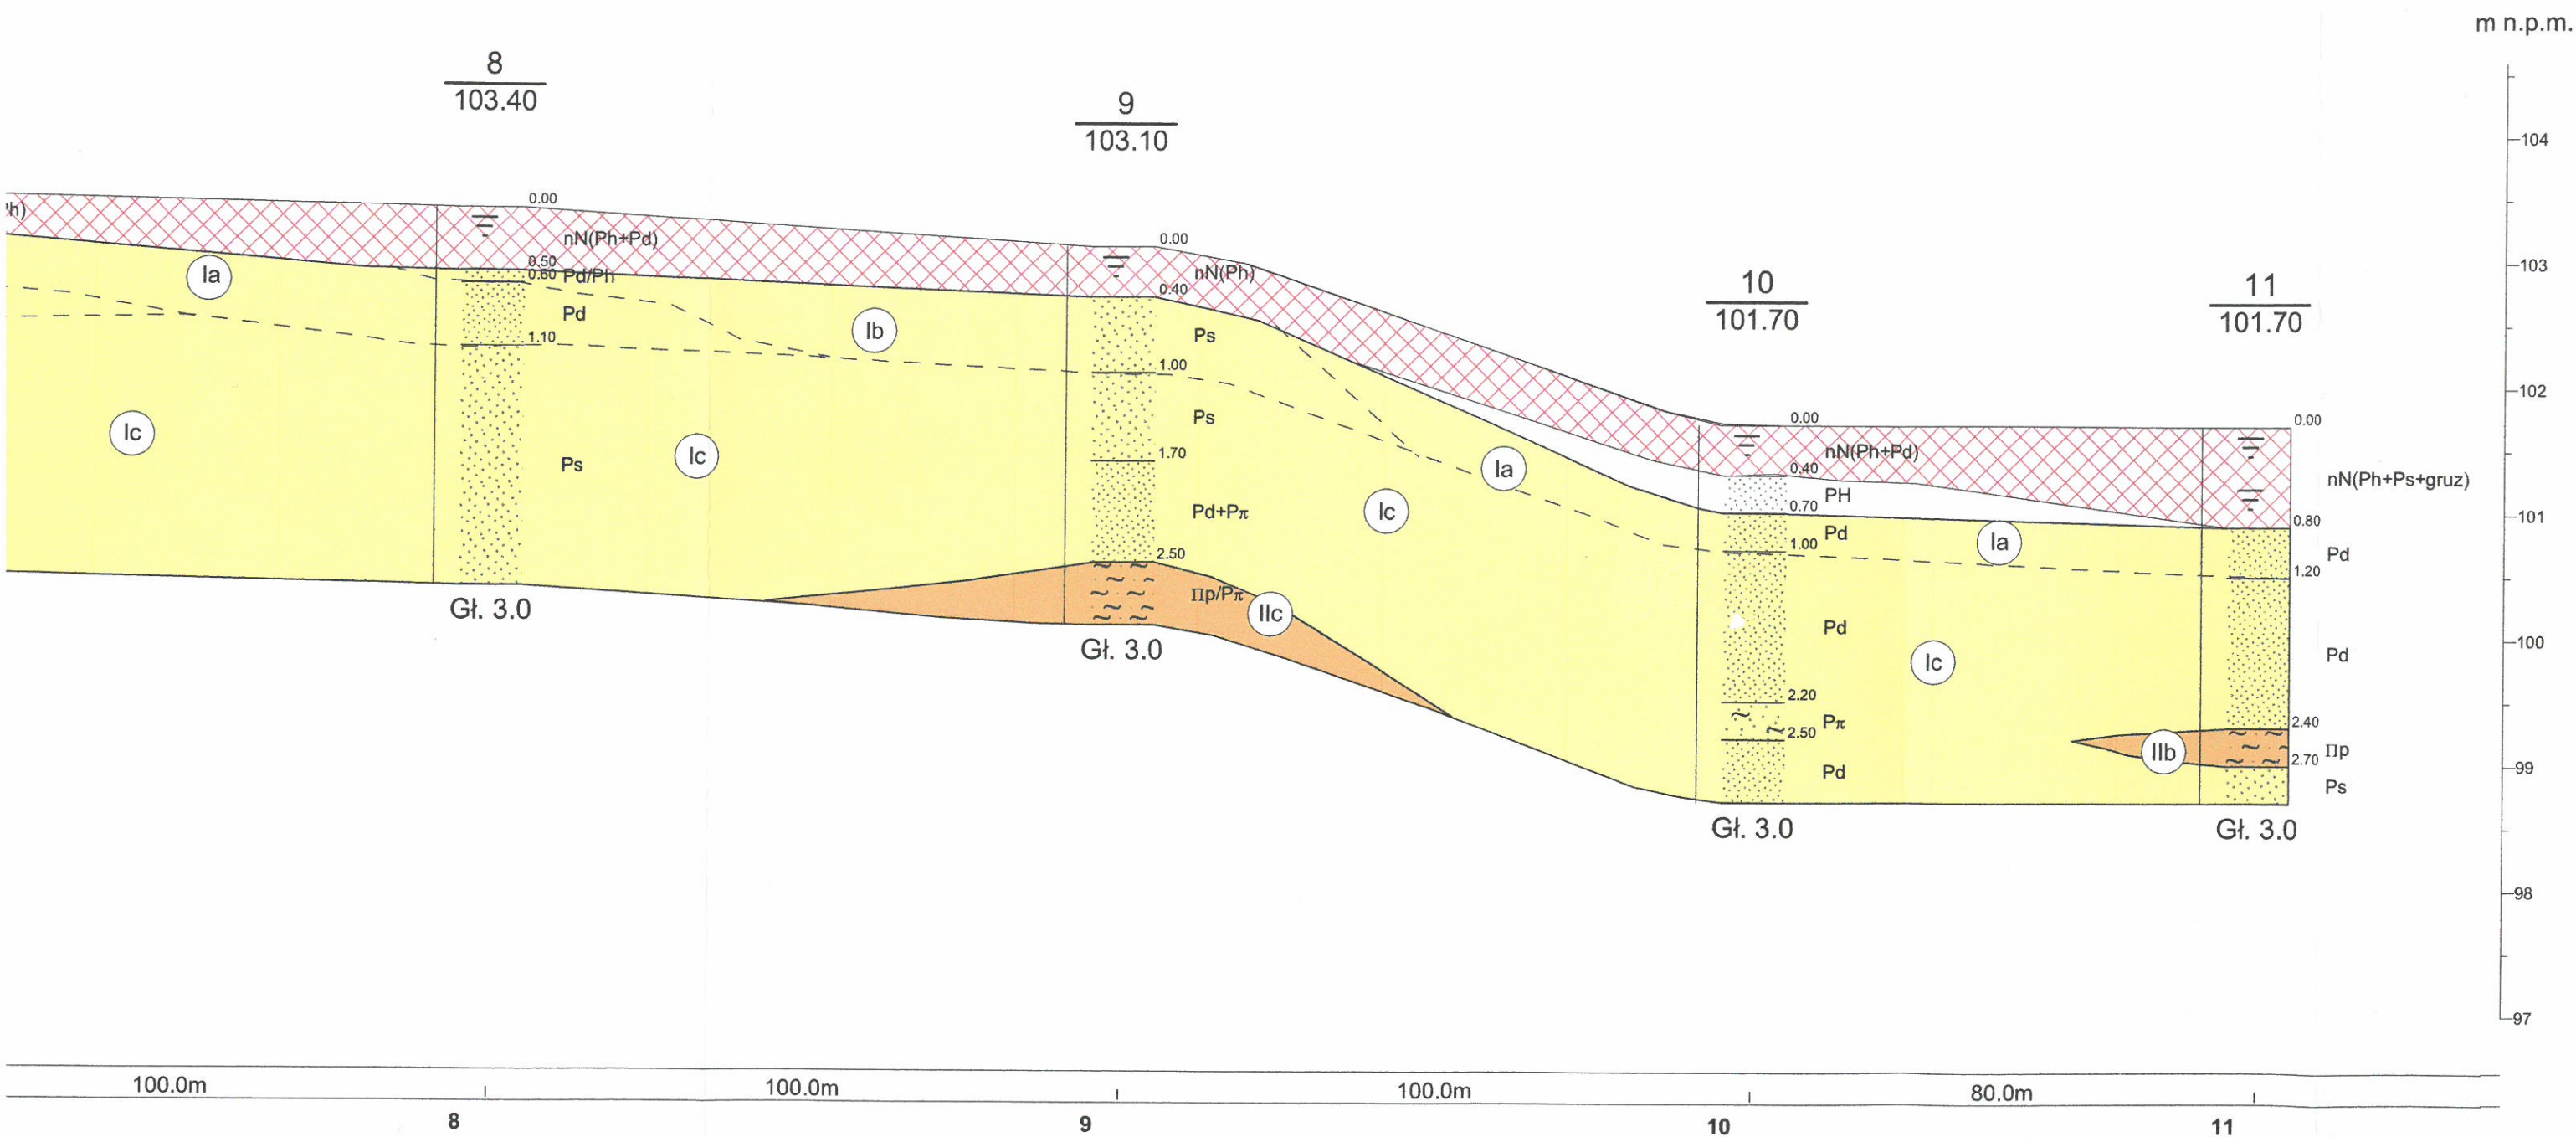 m n.p.m.
8
103.40
9
103.10
10
101.70
11
101.70
104
103
102
101
100
99
98
97
0.00
nN(Ph+Pd)
0.50
0.60 Pd/Ph
Pd
1.10
Ps
Gł. 3.0
0.00
nN(Ph)
0.40
Ps
1.00
Ps
1.70
Pd+Pπ
2.50
Πp/Pπ
Gł. 3.0
0.00
nN(Ph+Pd)
0.40
PH
0.70
Pd
1.00
Pd
2.20
Pπ
2.50
Pd
Gł. 3.0
0.00
nN(Ph+Ps+gruz)
0.80
Pd
1.20
Pd
2.40
Πp
2.70
Ps
Gł. 3.0
Ia
Ic
Ic
Ib
Ic
IIc
Ia
Ia
Ic
IIb
100.0m
100.0m
100.0m
80.0m
8
9
10
11